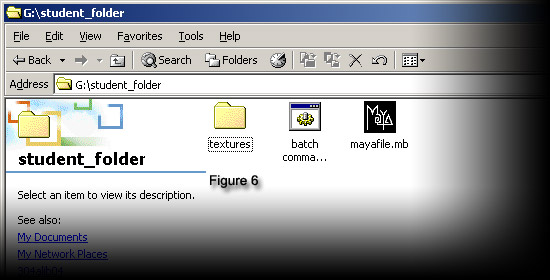 G:\student_folder
File Edit View Favorites Tools Help
Back Search Folders
Address G:\student_folder
student_folder
Select an item to view its description.
See also:
My Documents
My Network Places
textures
batch
comma...
MAYA
mayafile.mb
Figure 6